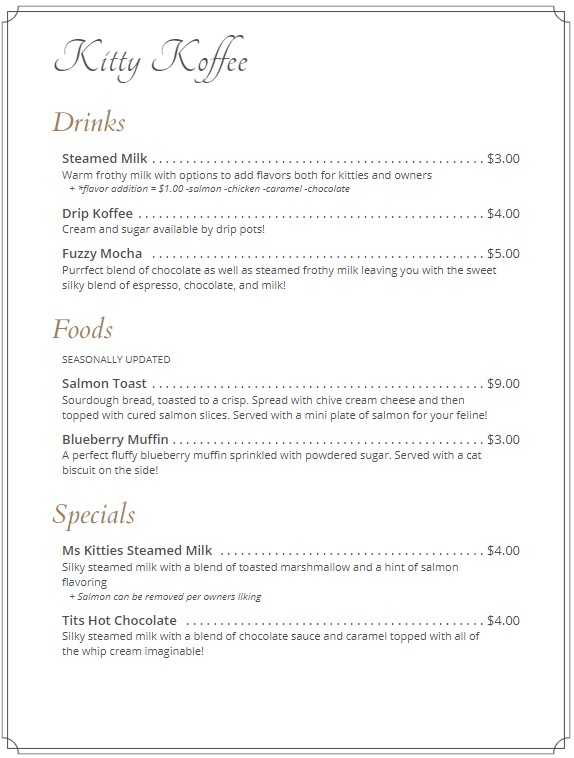 Kitty Koffee
Drinks
Steamed Milk . . . . . . . . . . . . . . . . . . . . . . . . . . . . . . . . . . . . . . . . . . . . . . . . . $3.00
Warm frothy milk with options to add flavors both for kitties and owners
+ *flavor addition = $1.00 -salmon -chicken -caramel -chocolate
Drip Koffee . . . . . . . . . . . . . . . . . . . . . . . . . . . . . . . . . . . . . . . . . . . . . . . . . . . $4.00
Cream and sugar available by drip pots!
Fuzzy Mocha . . . . . . . . . . . . . . . . . . . . . . . . . . . . . . . . . . . . . . . . . . . . . . . . . $5.00
Purrfect blend of chocolate as well as steamed frothy milk leaving you with the sweet
silky blend of espresso, chocolate, and milk!
Foods
SEASONALLY UPDATED
Salmon Toast . . . . . . . . . . . . . . . . . . . . . . . . . . . . . . . . . . . . . . . . . . . . . . . . . $9.00
Sourdough bread, toasted to a crisp. Spread with chive cream cheese and then
topped with cured salmon slices. Served with a mini plate of salmon for your feline!
Blueberry Muffin . . . . . . . . . . . . . . . . . . . . . . . . . . . . . . . . . . . . . . . . . . . . . . $3.00
A perfect fluffy blueberry muffin sprinkled with powdered sugar. Served with a cat
biscuit on the side!
Specials
Ms Kitties Steamed Milk . . . . . . . . . . . . . . . . . . . . . . . . . . . . . . . . . . . . . . . $4.00
Silky steamed milk with a blend of toasted marshmallow and a hint of salmon
flavoring
+ Salmon can be removed per owners liking
Tits Hot Chocolate . . . . . . . . . . . . . . . . . . . . . . . . . . . . . . . . . . . . . . . . . . . . $4.00
Silky steamed milk with a blend of chocolate sauce and caramel topped with all of
the whip cream imaginable!